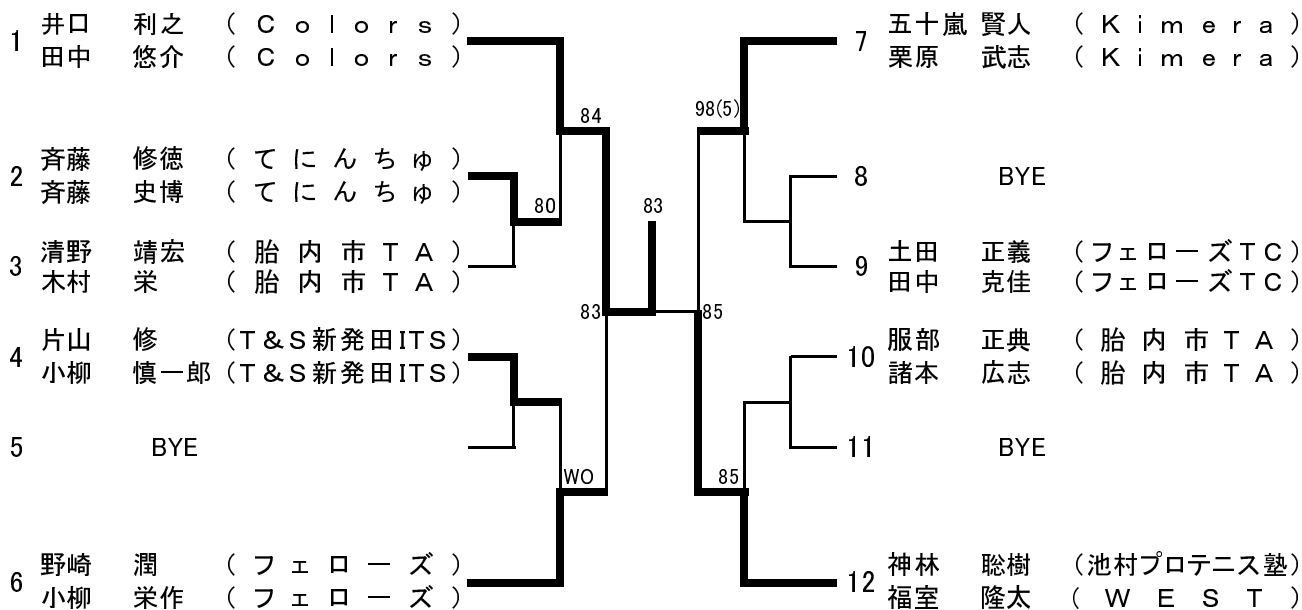 1 井口 利之 (Colors)
田中 悠介 (Colors)
84
2 斉藤 修徳 (てにんちゅ)
斉藤 史博 (てにんちゅ)
80
3 清野 靖宏 (胎内市TA)
木村 栄 (胎内市TA)
83
4 片山 修 (T&S新発田ITS)
小柳 慎一郎 (T&S新発田ITS)
5 BYE
WO
6 野崎 潤 (フェローズ)
小柳 栄作 (フェローズ)
83
7 五十嵐 賢人 (Kimera)
栗原 武志 (Kimera)
98(5)
8 BYE
9 土田 正義 (フェローズTC)
田中 克佳 (フェローズTC)
85
10 服部 正典 (胎内市TA)
諸本 広志 (胎内市TA)
11 BYE
85
12 神林 聡樹 (池村プロテニス塾)
福室 隆太 (WEST)